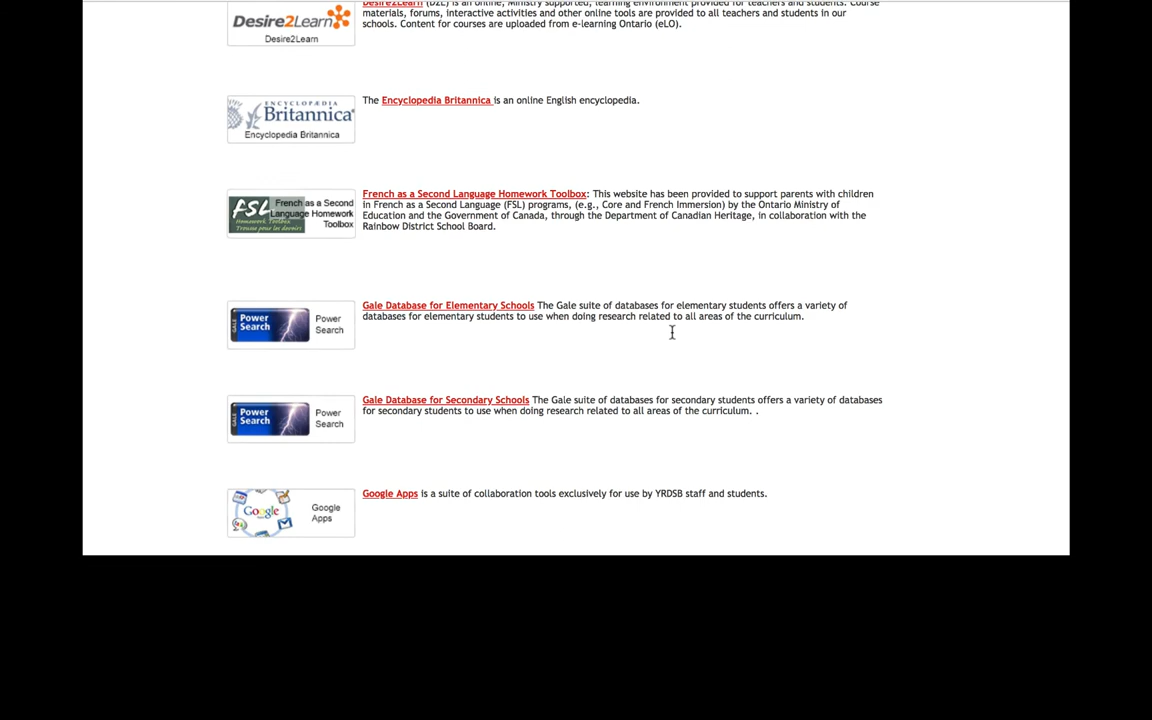 Desire2Learn (D2L) is an online, Ministry supported, learning environment provided for teachers and students. Course
Desire2Learn
materials, forums, interactive activities and other online tools are provided to all teachers and students in our
schools. Content for courses are uploaded from e-learning Ontario (eLO).
Desire2Learn
ENCYCLOPÆDIA
Britannica
Encyclopedia Britannica
The Encyclopedia Britannica is an online English encyclopedia.
FSL
Homework Toolbox
Trousse pour les devoirs
French as a Second
Language Homework
Toolbox
French as a Second Language Homework Toolbox: This website has been provided to support parents with children
in French as a Second Language (FSL) programs, (e.g., Core and French Immersion) by the Ontario Ministry of
Education and the Government of Canada, through the Department of Canadian Heritage, in collaboration with the
Rainbow District School Board.
GALE
Power
Search
Power
Search
Gale Database for Elementary Schools The Gale suite of databases for elementary students offers a variety of
databases for elementary students to use when doing research related to all areas of the curriculum.
GALE
Power
Search
Power
Search
Gale Database for Secondary Schools The Gale suite of databases for secondary students offers a variety of databases
for secondary students to use when doing research related to all areas of the curriculum. .
Google
Google
Apps
Google Apps is a suite of collaboration tools exclusively for use by YRDSB staff and students.